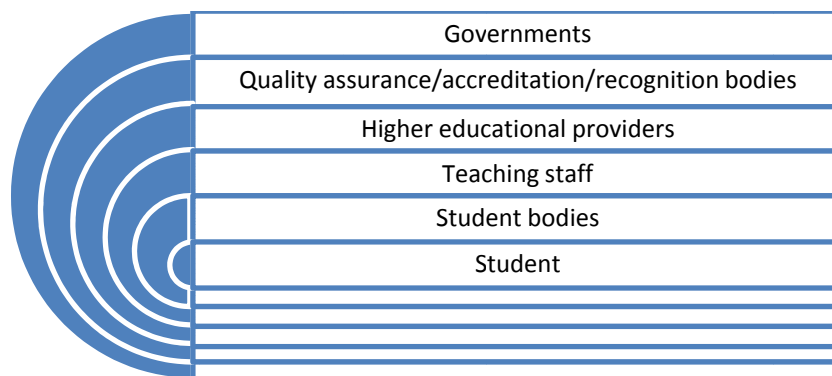 Governments
Quality assurance/accreditation/recognition bodies
Higher educational providers
Teaching staff
Student bodies
Student